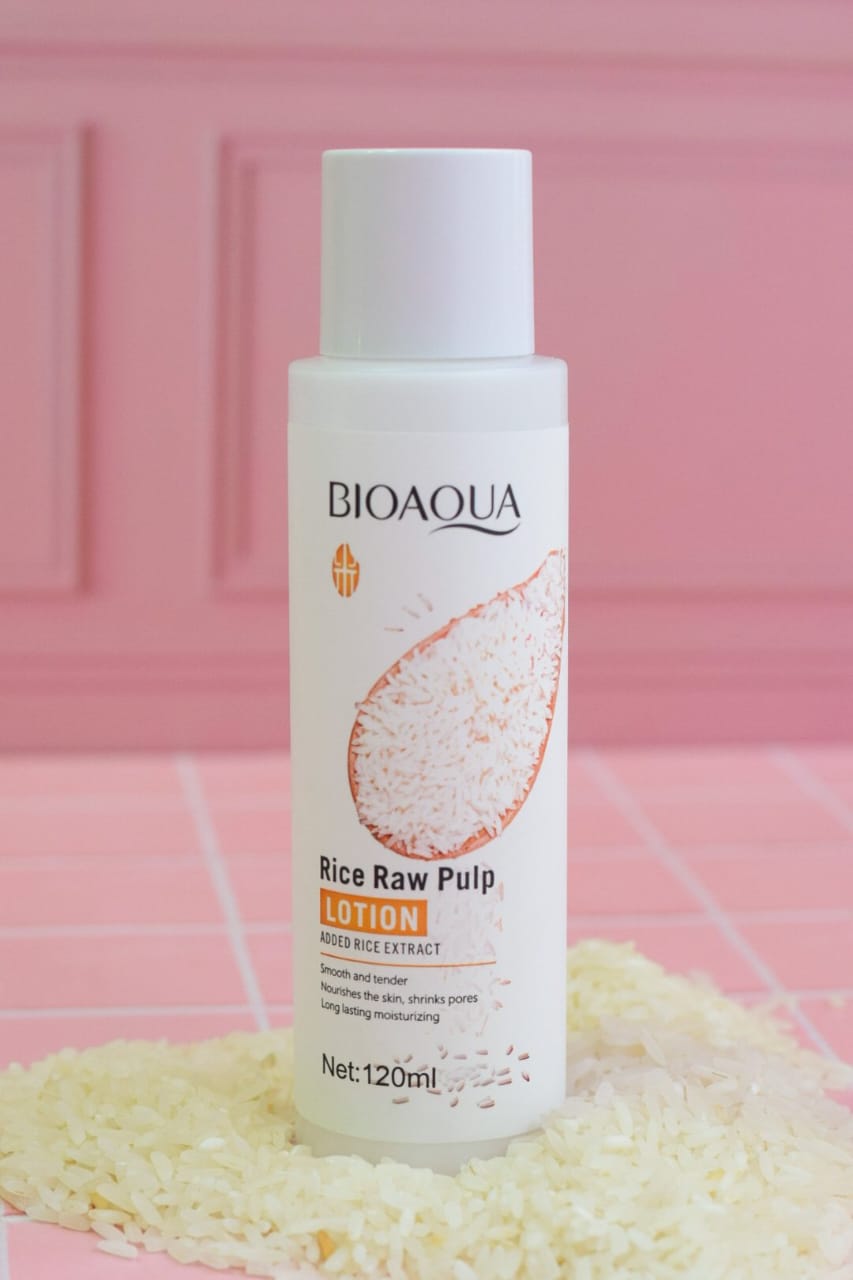 BIOAQUA
Rice Raw Pulp
LOTION
ADDED RICE EXTRACT
Smooth and tender
Nourishes the skin, shrinks pores
Long lasting moisturizing
Net:120ml